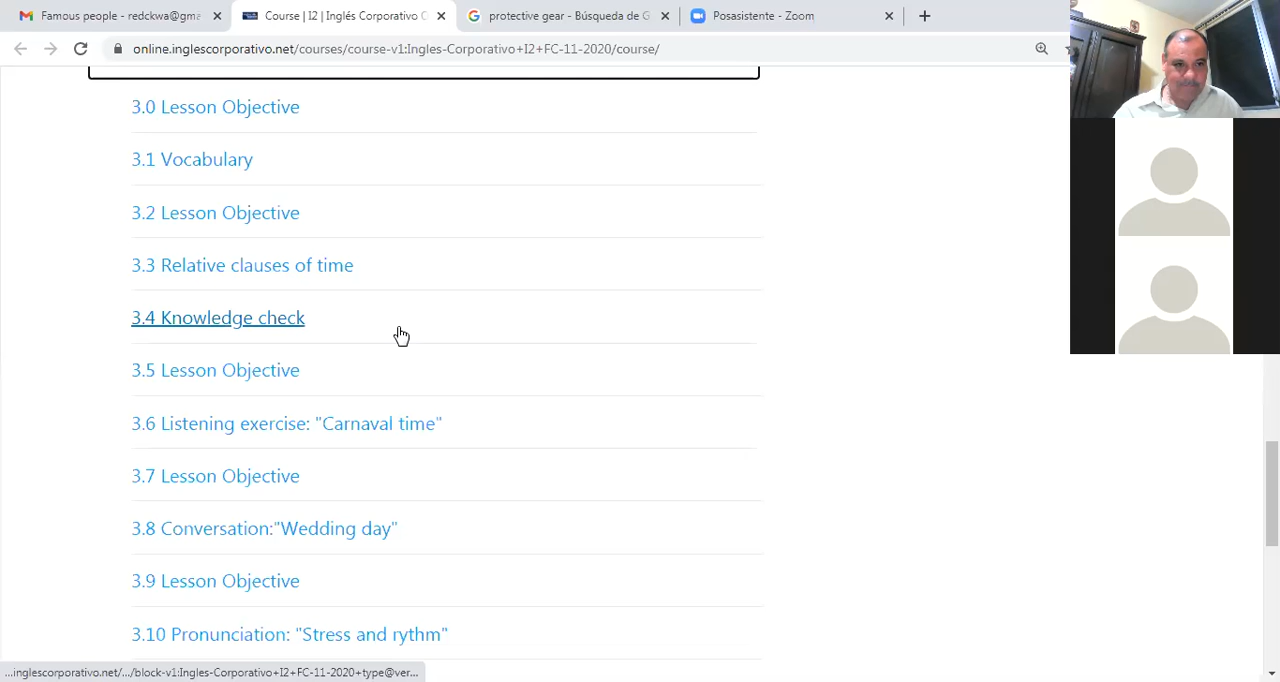 Famous people - redckwa@gma
Course | I2 | Inglés Corporativo C
protective gear - Búsqueda de G
Posasistente - Zoom
online.inglescorporativo.net/courses/course-v1:Ingles-Corporativo+I2+FC-11-2020/course/
3.0 Lesson Objective
3.1 Vocabulary
3.2 Lesson Objective
3.3 Relative clauses of time
3.4 Knowledge check
3.5 Lesson Objective
3.6 Listening exercise: "Carnaval time"
3.7 Lesson Objective
3.8 Conversation:"Wedding day"
3.9 Lesson Objective
3.10 Pronunciation: "Stress and rythm"
...inglescorporativo.net/.../block-v1:Ingles-Corporativo+I2+FC-11-2020+type@ver...